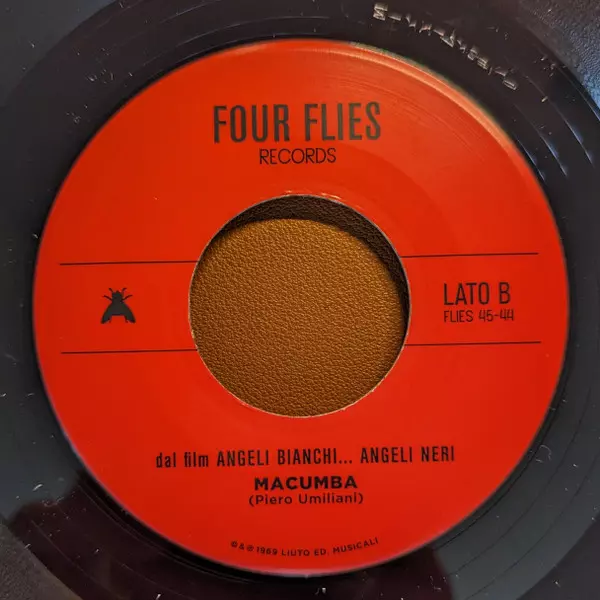 FOUR FLIES
RECORDS
LATO B
FLIES 45-44
dal film ANGELI BIANCHI... ANGELI NERI
MACUMBA
(Piero Umiliani)
℗&©1969 LIUTO ED. MUSICALI